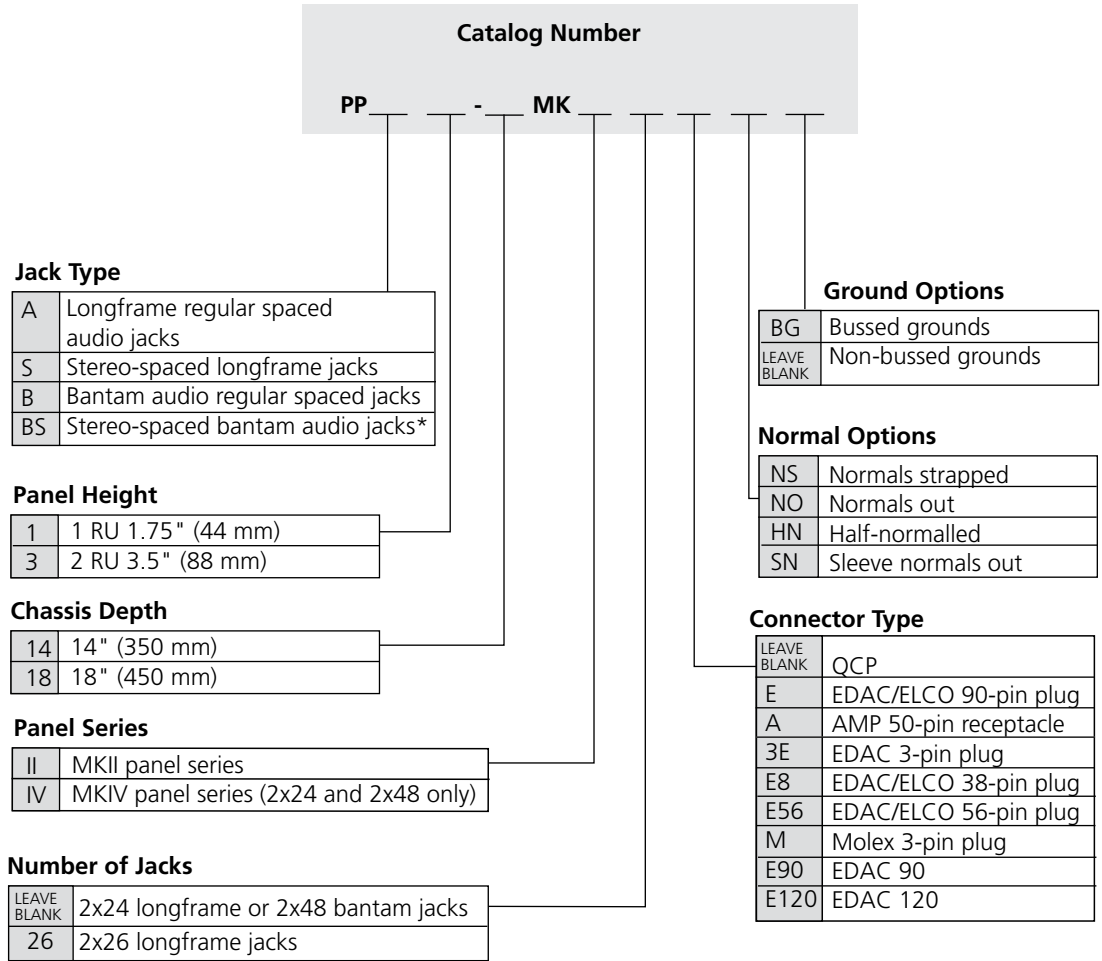 Catalog Number
PP__ __ - __ MK __ __ __ __ __
Jack Type
A Longframe regular spaced
audio jacks
S Stereo-spaced longframe jacks
B Bantam audio regular spaced jacks
BS Stereo-spaced bantam audio jacks*
Panel Height
1 1 RU 1.75" (44 mm)
3 2 RU 3.5" (88 mm)
Chassis Depth
14 14" (350 mm)
18 18" (450 mm)
Panel Series
II MKII panel series
IV MKIV panel series (2x24 and 2x48 only)
Number of Jacks
LEAVE
BLANK 2x24 longframe or 2x48 bantam jacks
26 2x26 longframe jacks
Ground Options
BG Bussed grounds
LEAVE
BLANK Non-bussed grounds
Normal Options
NS Normals strapped
NO Normals out
HN Half-normalled
SN Sleeve normals out
Connector Type
LEAVE
BLANK QCP
E EDAC/ELCO 90-pin plug
A AMP 50-pin receptacle
3E EDAC 3-pin plug
E8 EDAC/ELCO 38-pin plug
E56 EDAC/ELCO 56-pin plug
M Molex 3-pin plug
E90 EDAC 90
E120 EDAC 120